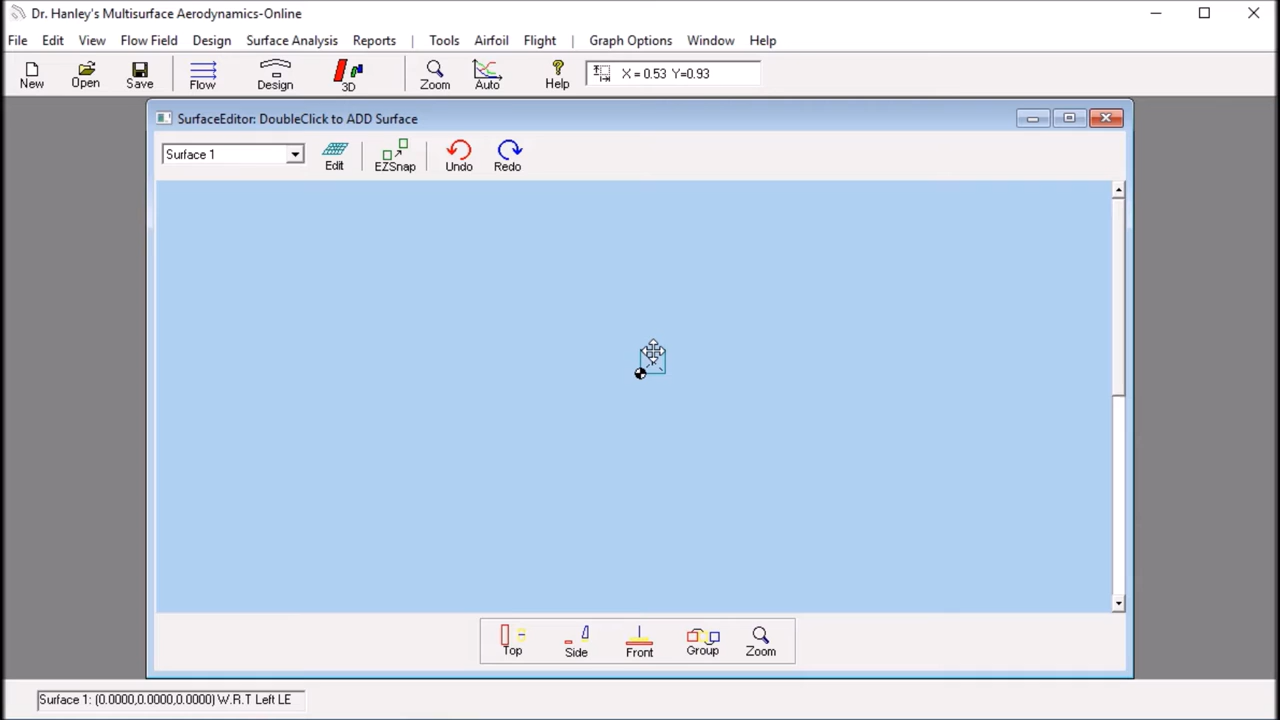 Dr. Hanley's Multisurface Aerodynamics-Online
File Edit View Flow Field Design Surface Analysis Reports | Tools Airfoil Flight | Graph Options Window Help
New Open Save Flow Design 3D Zoom Auto Help X = 0.53 Y=0.93
SurfaceEditor: DoubleClick to ADD Surface
Surface 1 Edit EZSnap Undo Redo
Top Side Front Group Zoom
Surface 1: (0.0000,0.0000,0.0000) W.R.T Left LE